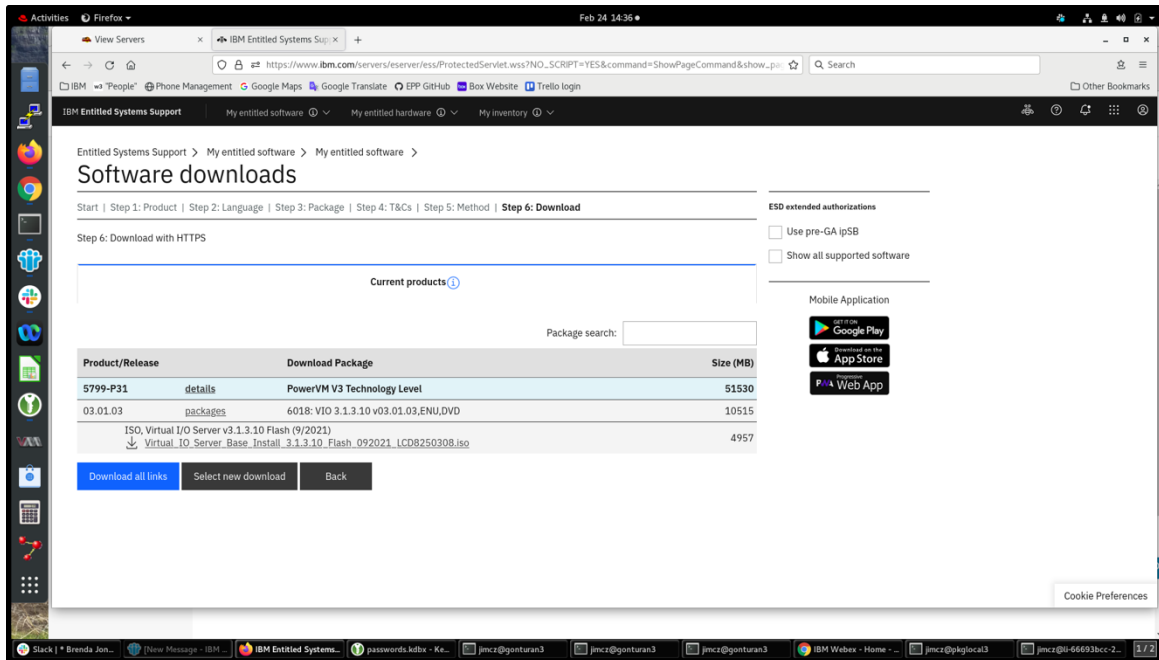 Activities Firefox Feb 24 14:36
View Servers × IBM Entitled Systems Sup × +
https://www.ibm.com/servers/eserver/ess/ProtectedServlet.wss?NO_SCRIPT=YES&command=ShowPageCommand&show_pa Search
IBM w3 "People" Phone Management Google Maps Google Translate EPP GitHub Box Website Trello login Other Bookmarks
IBM Entitled Systems Support My entitled software My entitled hardware My inventory
Entitled Systems Support > My entitled software > My entitled software >
Software downloads
Start | Step 1: Product | Step 2: Language | Step 3: Package | Step 4: T&Cs | Step 5: Method | Step 6: Download
Step 6: Download with HTTPS
Current products
Package search:
Product/Release Download Package Size (MB)
5799-P31 details PowerVM V3 Technology Level 51530
03.01.03 packages 6018: VIO 3.1.3.10 v03.01.03,ENU,DVD 10515
ISO, Virtual I/O Server v3.1.3.10 Flash (9/2021)
Virtual_IO_Server_Base_Install_3.1.3.10_Flash_092021_LCD8250308.iso 4957
Download all links Select new download Back
ESD extended authorizations
Use pre-GA ipSB
Show all supported software
Mobile Application
GET IT ON
Google Play
Download on the
App Store
Progressive
PWA Web App
Cookie Preferences
Slack | * Brenda Jon... [New Message - IBM ... IBM Entitled Systems... passwords.kdbx - Ke... jimcz@gonturan3 jimcz@gonturan3 jimcz@gonturan3 IBM Webex - Home - ... jimcz@pkglocal3 jimcz@li-66693bcc-2... 1 / 2